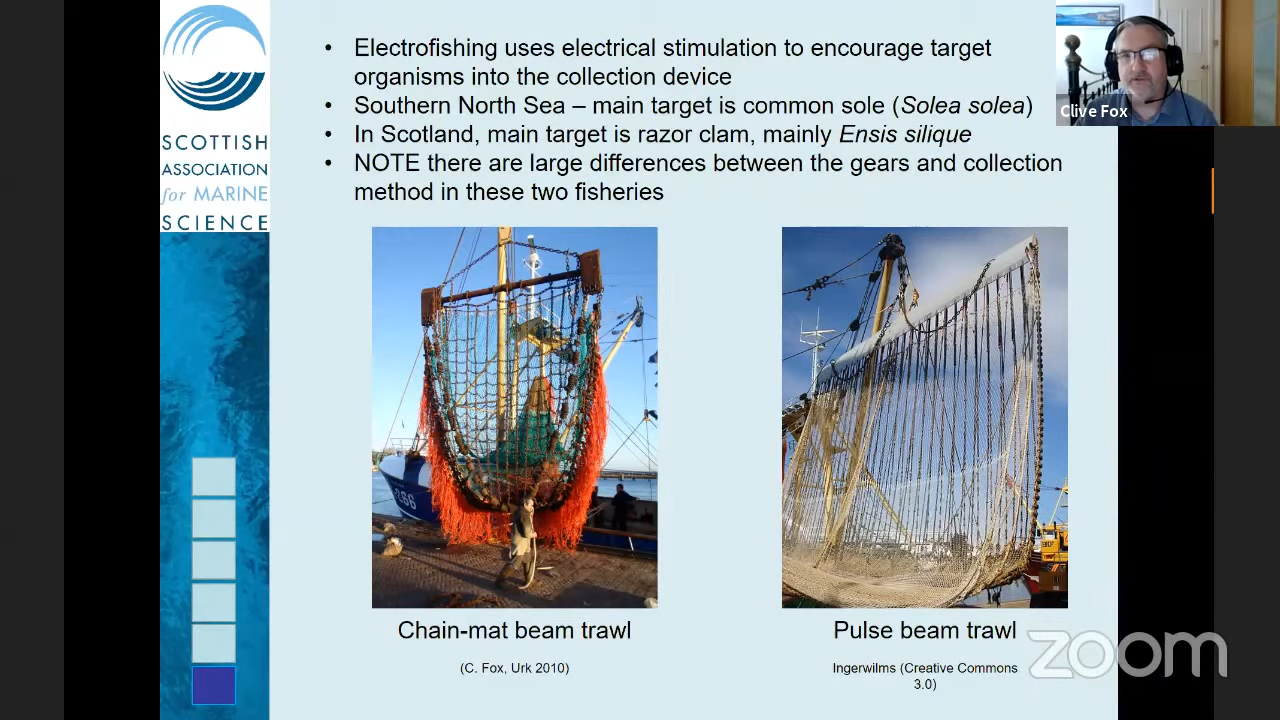 SCOTTISH
ASSOCIATION
for MARINE
SCIENCE
• Electrofishing uses electrical stimulation to encourage target
organisms into the collection device
• Southern North Sea – main target is common sole (Solea solea)
• In Scotland, main target is razor clam, mainly Ensis silique
• NOTE there are large differences between the gears and collection
method in these two fisheries
Clive Fox
266
Chain-mat beam trawl
(C. Fox, Urk 2010)
Pulse beam trawl
Ingerwilms (Creative Commons
3.0)
zoom